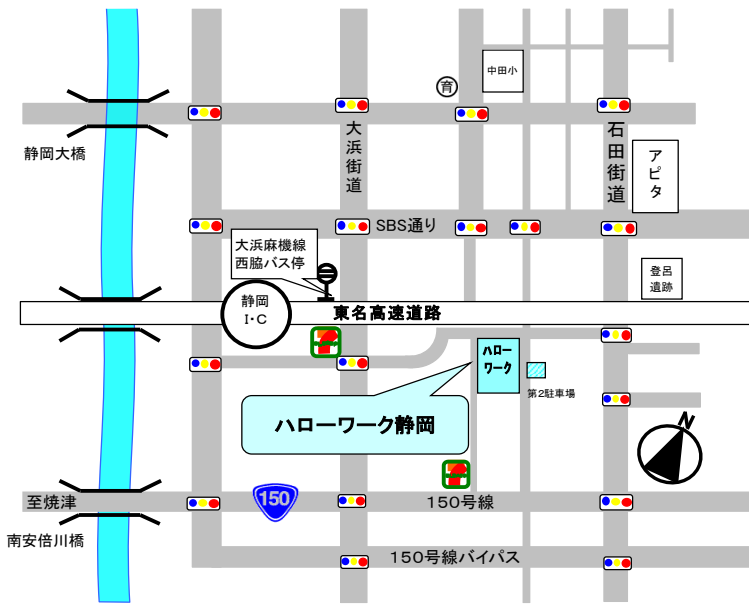 中田小
育
静岡大橋
大浜街道
石田街道
アピタ
SBS通り
大浜麻機線
西脇バス停
登呂
遺跡
静岡
I・C
東名高速道路
ハロー
ワーク
第2駐車場
ハローワーク静岡
N
至焼津
150
150号線
南安倍川橋
150号線バイパス